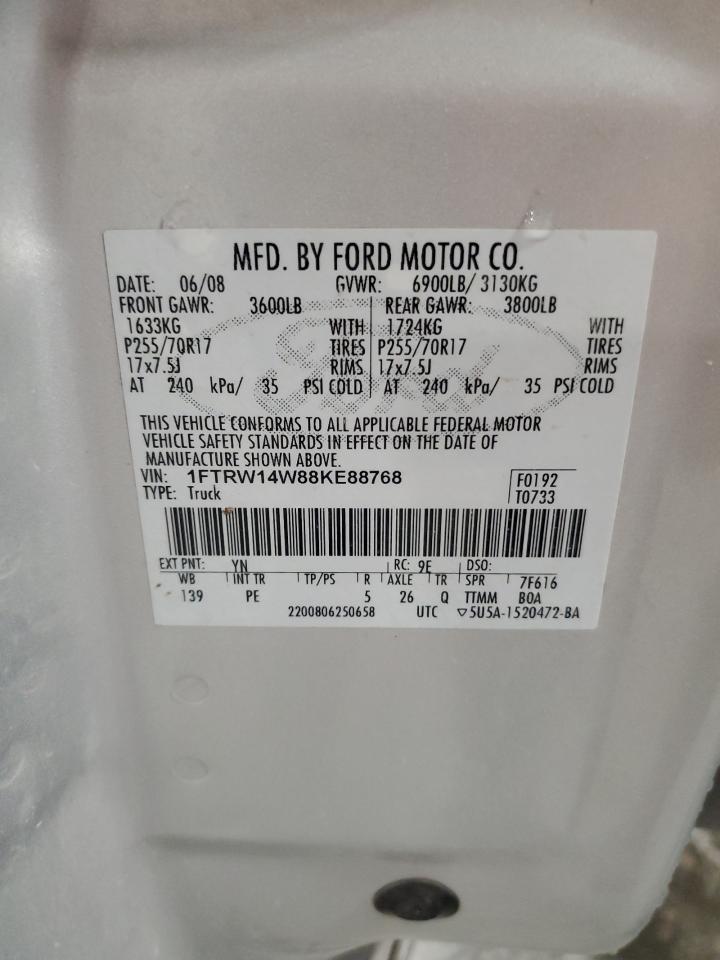 MFD. BY FORD MOTOR CO.
DATE: 06/08 GVWR: 6900LB/ 3130KG
FRONT GAWR: 3600LB REAR GAWR: 3800LB
1633KG WITH 1724KG WITH
P255/70R17 TIRES P255/70R17 TIRES
17x7.5J RIMS 17x7.5J RIMS
AT 240 kPa/ 35 PSI COLD AT 240 kPa/ 35 PSI COLD
THIS VEHICLE CONFORMS TO ALL APPLICABLE FEDERAL MOTOR
VEHICLE SAFETY STANDARDS IN EFFECT ON THE DATE OF
MANUFACTURE SHOWN ABOVE.
VIN: 1FTRW14W88KE88768 F0192
TYPE: Truck T0733
EXT PNT: YN RC: 9E DSO:
WB INT TR TP/PS R AXLE TR SPR 7F616
139 PE 5 26 Q TTMM B0A
2200806250658 UTC ▽5U5A-1520472-BA
Ford